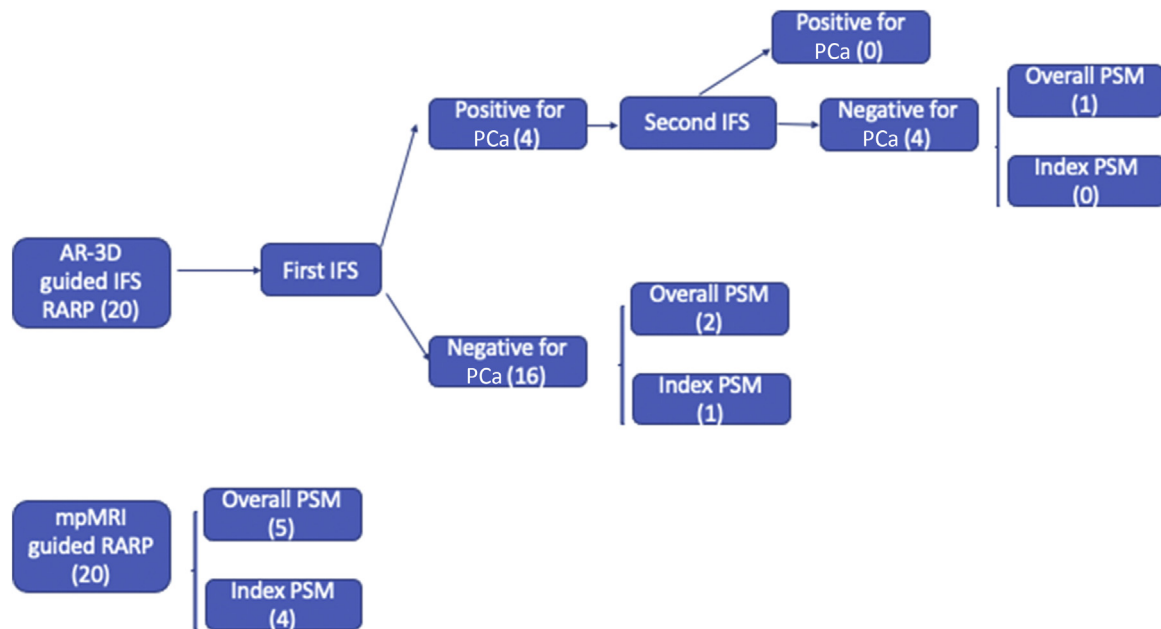 Positive for
PCa (0)
Positive for
PCa (4)
Second IFS
Negative for
PCa (4)
Overall PSM
(1)
Index PSM
(0)
AR-3D
guided IFS
RARP (20)
First IFS
Negative for
PCa (16)
Overall PSM
(2)
Index PSM
(1)
mpMRI
guided RARP
(20)
Overall PSM
(5)
Index PSM
(4)